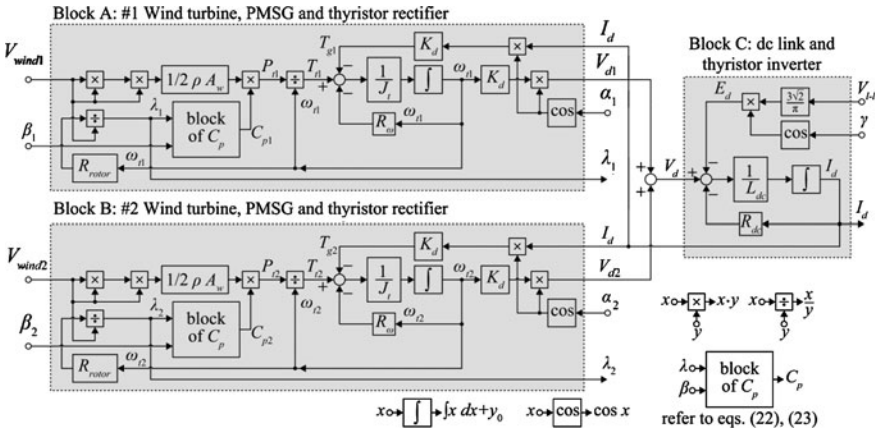 Block A: #1 Wind turbine, PMSG and thyristor rectifier
V_wind1
β_1
× × 1/2 ρ A_w × P_t1 ÷ T_t1
T_g1 K_d × I_d
1/J_t ∫ ω_t1 K_d × V_d1
ω_t1 R_ω ω_t1 cos α_1
÷ λ_1 block of C_p C_p1
R_rotor ω_t1 λ_1
Block B: #2 Wind turbine, PMSG and thyristor rectifier
V_wind2
β_2
× × 1/2 ρ A_w × P_t2 ÷ T_t2
T_g2 K_d × I_d
1/J_t ∫ ω_t2 K_d × V_d2
ω_t2 R_ω ω_t2 cos α_2
÷ λ_2 block of C_p C_p2
R_rotor ω_t2 λ_2
Block C: dc link and
thyristor inverter
E_d × 3√2/π V_l-l
cos γ
V_d 1/L_dc ∫ I_d
R_dc I_d
x × x·y
y
x ÷ x/y
y
λ
β block of C_p C_p
refer to eqs. (22), (23)
x ∫ ∫x dx+y_0
x cos cos x